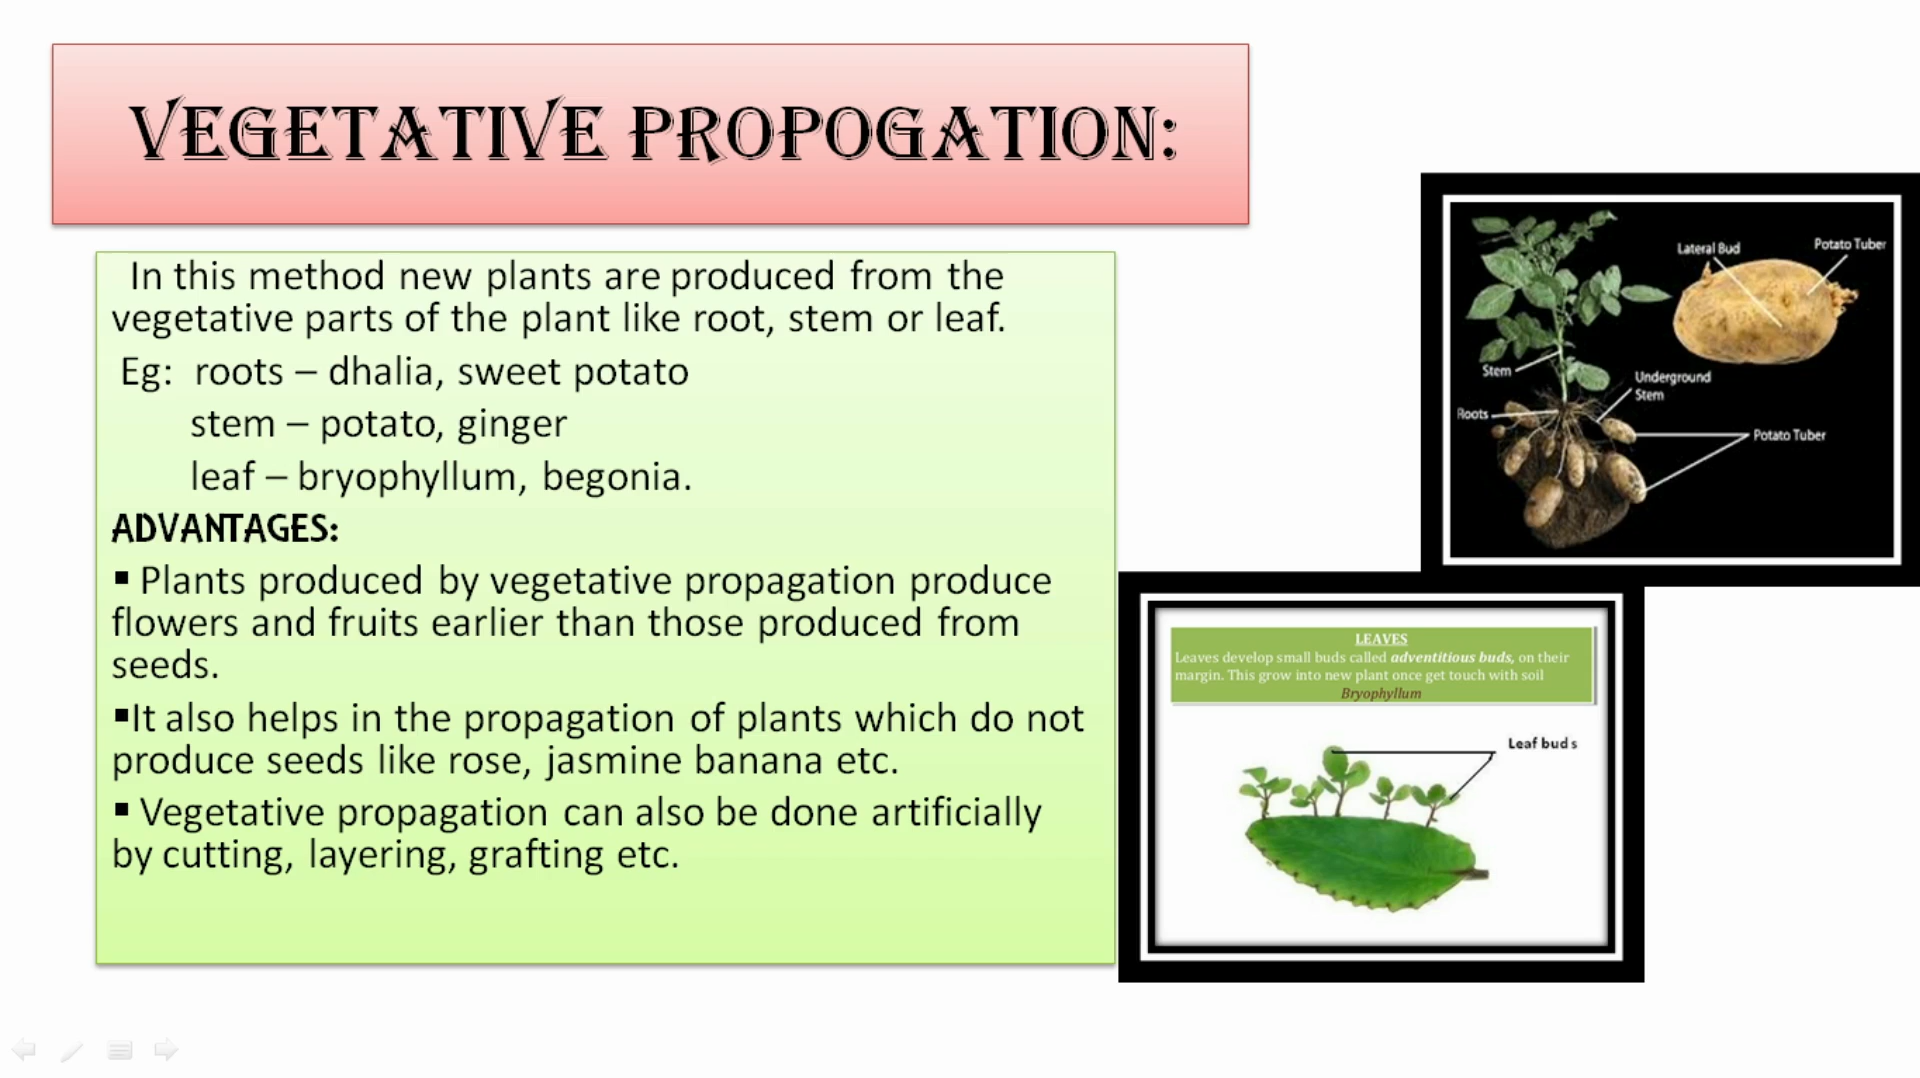 VEGETATIVE PROPOGATION:
In this method new plants are produced from the
vegetative parts of the plant like root, stem or leaf.
Eg: roots – dhalia, sweet potato
stem – potato, ginger
leaf – bryophyllum, begonia.
ADVANTAGES:
▪ Plants produced by vegetative propagation produce
flowers and fruits earlier than those produced from
seeds.
▪It also helps in the propagation of plants which do not
produce seeds like rose, jasmine banana etc.
▪ Vegetative propagation can also be done artificially
by cutting, layering, grafting etc.
Lateral Bud
Potato Tuber
Stem
Underground
Stem
Roots
Potato Tuber
LEAVES
Leaves develop small buds called adventitious buds, on their
margin. This grow into new plant once get touch with soil
Bryophyllum
Leaf buds